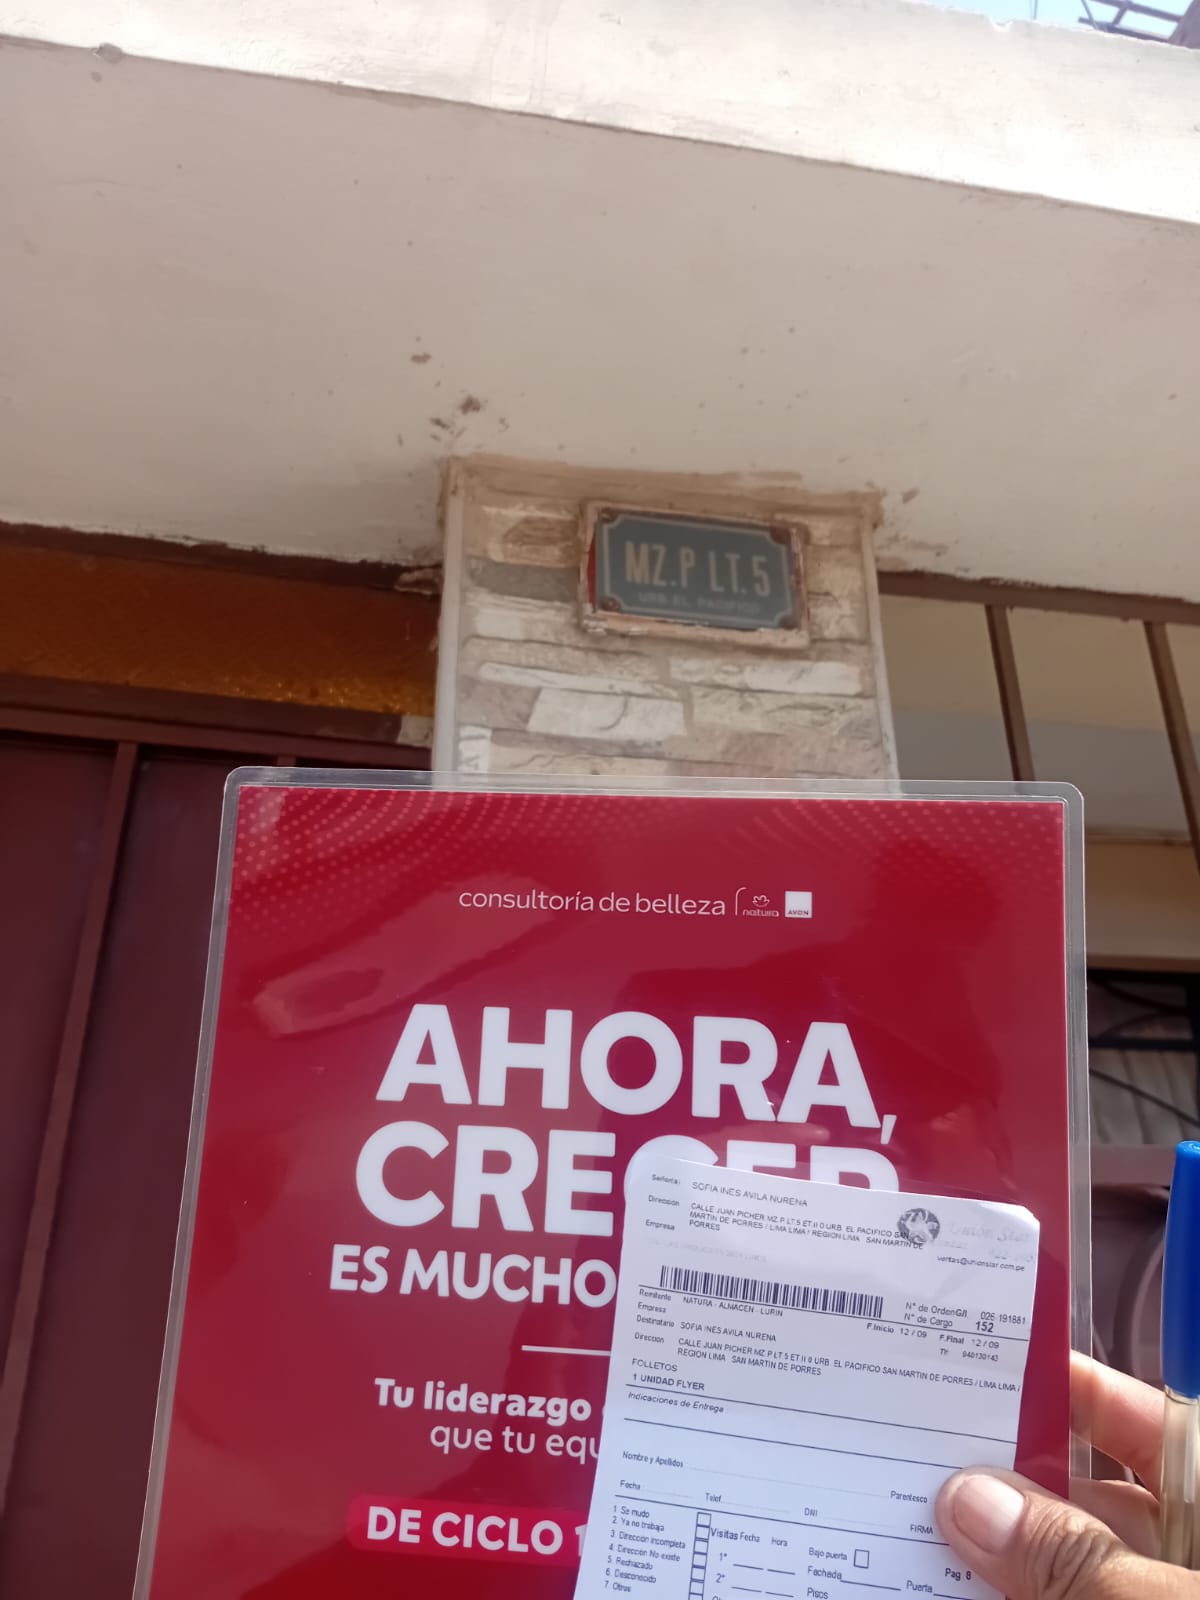 MZ.P LT.5
URB EL PACIFICO
consultoría de belleza natura AVON
AHORA,
CRECER
ES MUCHO
Tu liderazgo
que tu equ
DE CICLO 1
Señor(a) SOFIA INES AVILA NURENA
Dirección CALLE JUAN PICHER MZ.P LT.5 ET.II 0 URB EL PACIFICO SAN
MARTIN DE PORRES / LIMA LIMA / REGION LIMA SAN MARTIN DE
Empresa PORRES
ventas@unionstar.com.pe
Remitente NATURA - ALMACEN - LURIN
N° de Orden G/I. 026-191881
Empresa
N° de Cargo 152
Destinatario SOFIA INES AVILA NURENA
F.Inicio 12 / 09 F.Final 12 / 09
Dirección CALLE JUAN PICHER MZ.P LT.5 ET.II 0 URB EL PACIFICO SAN MARTIN DE PORRES / LIMA LIMA /
REGION LIMA SAN MARTIN DE PORRES
Tlf 940130143
FOLLETOS
1 UNIDAD FLYER
Indicaciones de Entrega
Nombre y Apellidos
Parentesco
Fecha Telef. DNI FIRMA
1 Se mudo
2. Ya no trabaja
3. Dirección incompleta
4. Dirección No existe
5. Rechazado
6. Desconocido
7. Otros
Visitas Fecha Hora Bajo puerta
1° Fachada Puerta Pag 8
2° Pisos